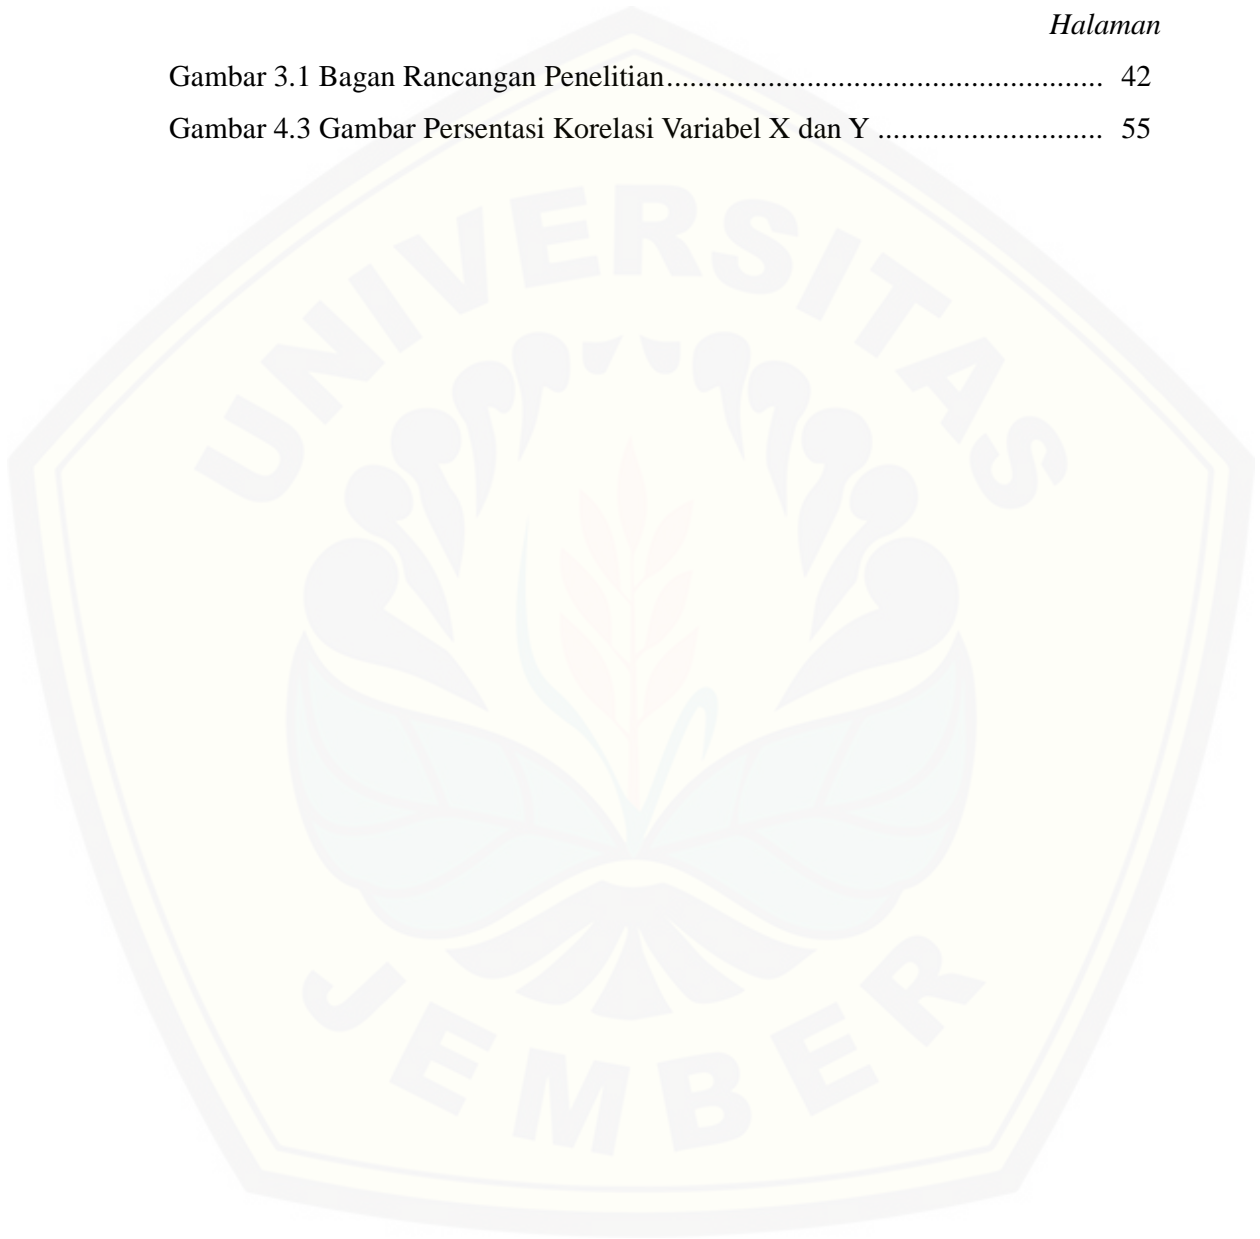 Halaman
Gambar 3.1 Bagan Rancangan Penelitian........................................................ 42
Gambar 4.3 Gambar Persentasi Korelasi Variabel X dan Y ............................. 55
UNIVERSITAS
JEMBER